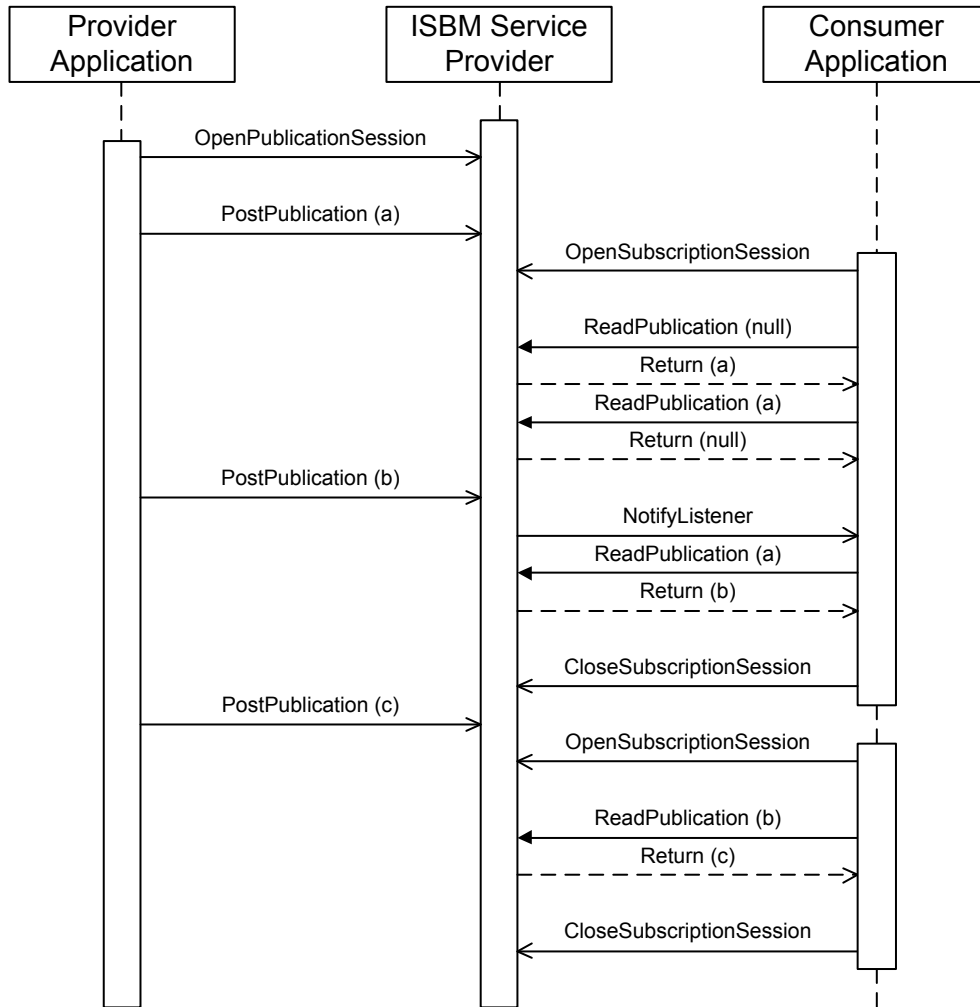 Provider
Application
ISBM Service
Provider
Consumer
Application
OpenPublicationSession
PostPublication (a)
OpenSubscriptionSession
ReadPublication (null)
Return (a)
ReadPublication (a)
Return (null)
PostPublication (b)
NotifyListener
ReadPublication (a)
Return (b)
CloseSubscriptionSession
PostPublication (c)
OpenSubscriptionSession
ReadPublication (b)
Return (c)
CloseSubscriptionSession